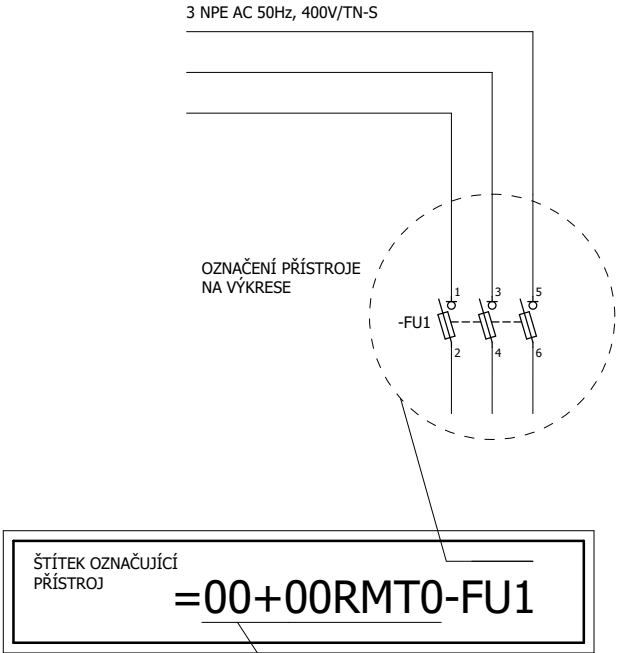 3 NPE AC 50Hz, 400V/TN-S
OZNAČENÍ PŘÍSTROJE
NA VÝKRESE
1 3 5
-FU1
2 4 6
ŠTÍTEK OZNAČUJÍCÍ
PŘÍSTROJ
=00+00RMT0-FU1